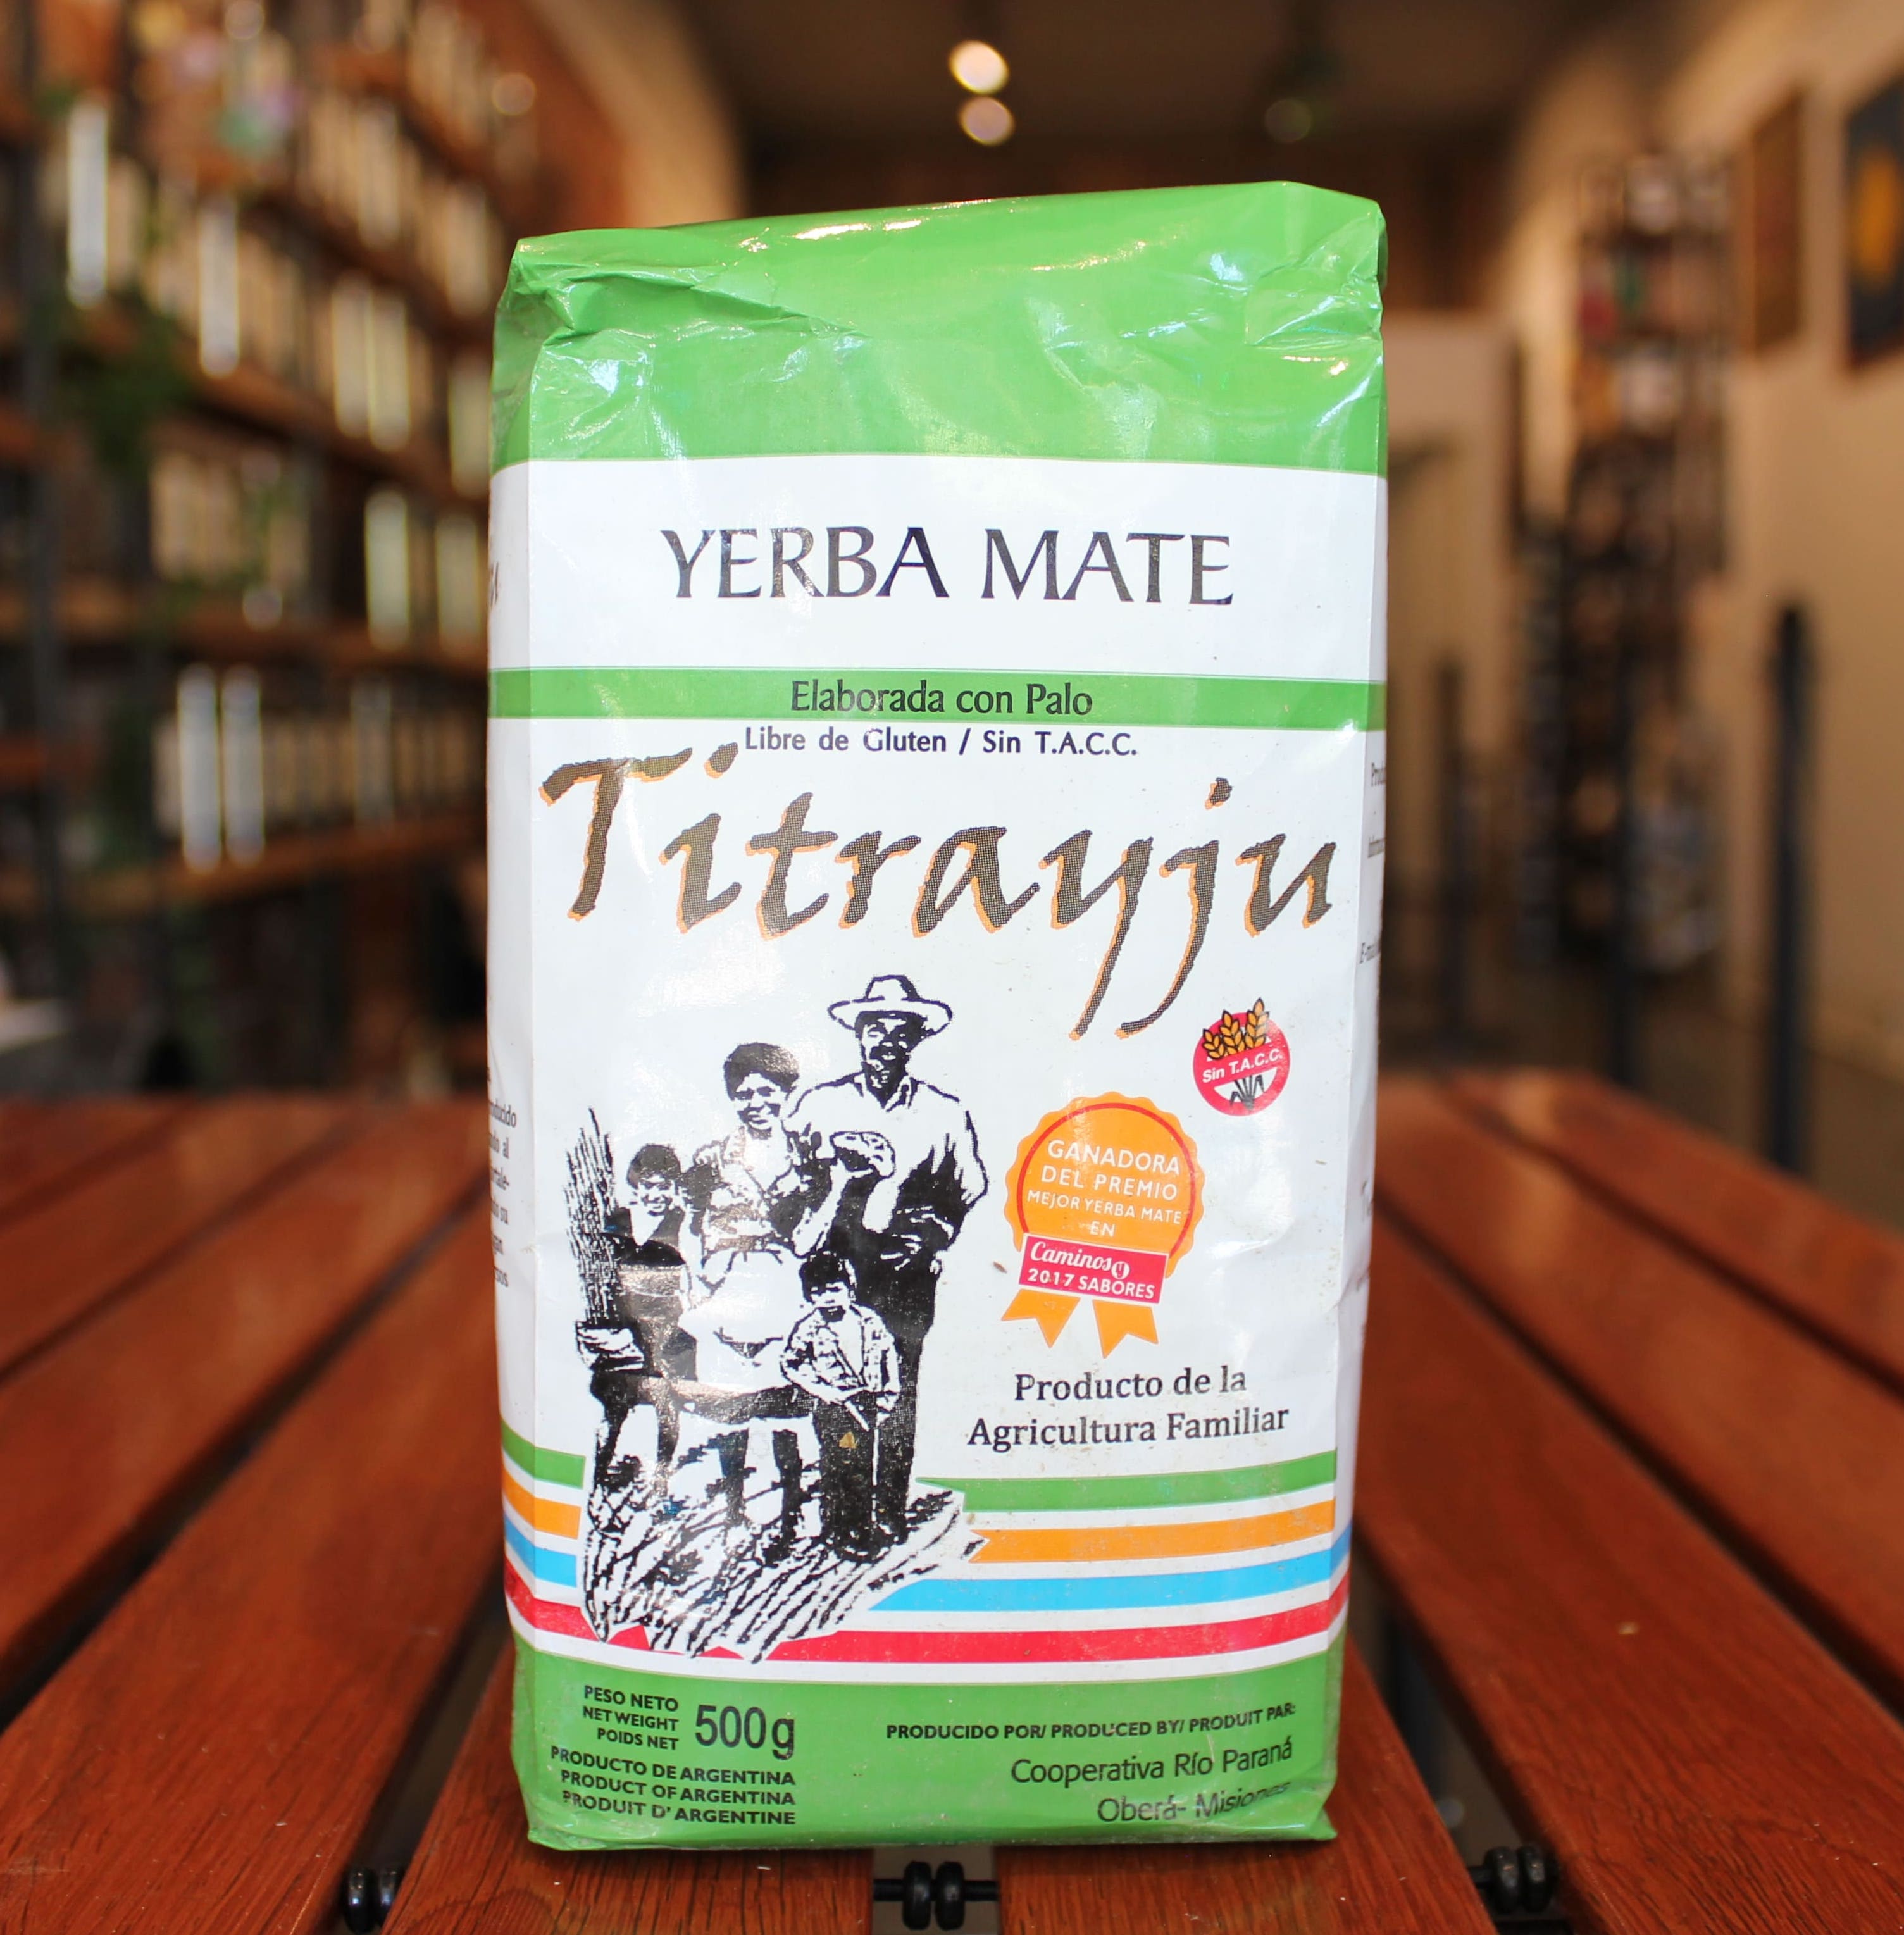 YERBA MATE
Elaborada con Palo
Libre de Gluten / Sin T.A.C.C.
Titrayju
Sin T.A.C.C.
GANADORA
DEL PREMIO
MEJOR YERBA MATE
EN
Caminos y
2017 SABORES
Producto de la
Agricultura Familiar
PESO NETO
NET WEIGHT
POIDS NET
500g
PRODUCTO DE ARGENTINA
PRODUCT OF ARGENTINA
PRODUIT D'ARGENTINE
PRODUCIDO POR/ PRODUCED BY/ PRODUIT PAR:
Cooperativa Río Paraná
Oberá- Misiones